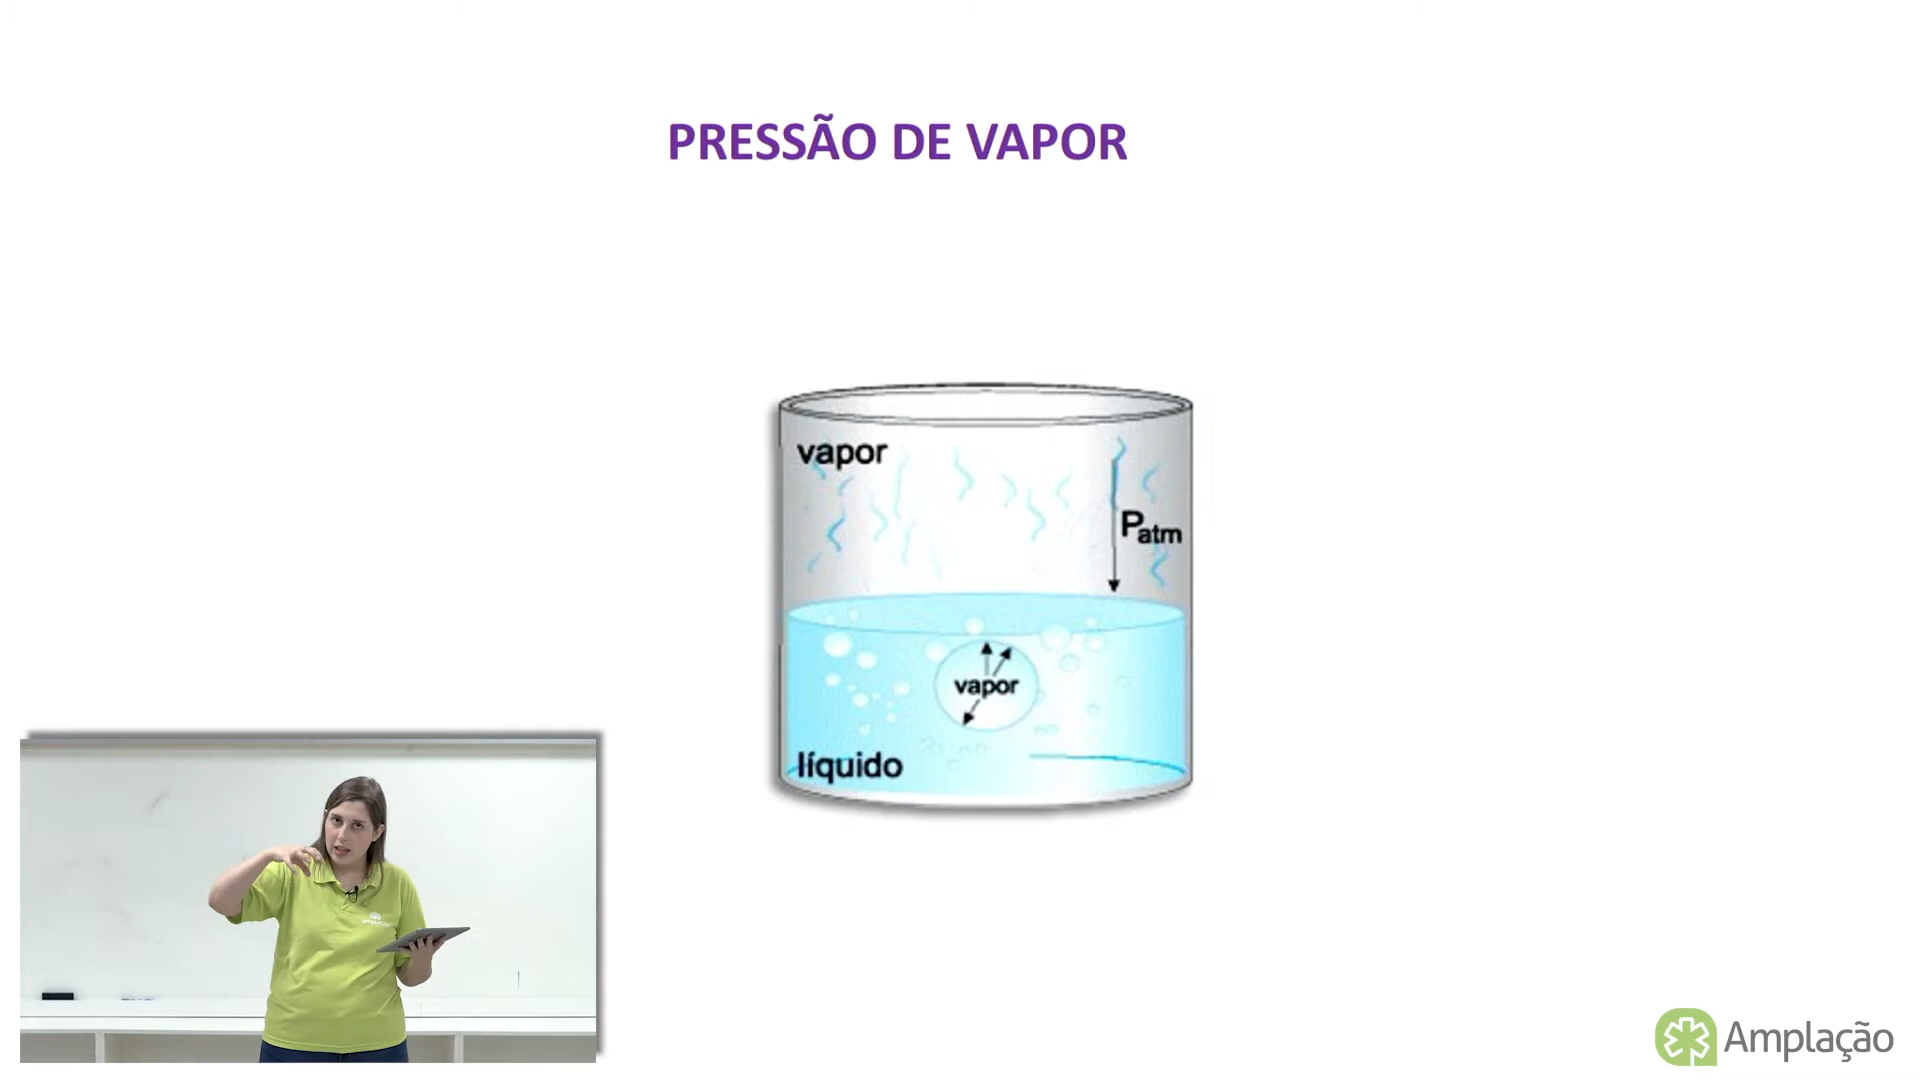 PRESSÃO DE VAPOR
vapor
Patm
vapor
líquido
Amplação